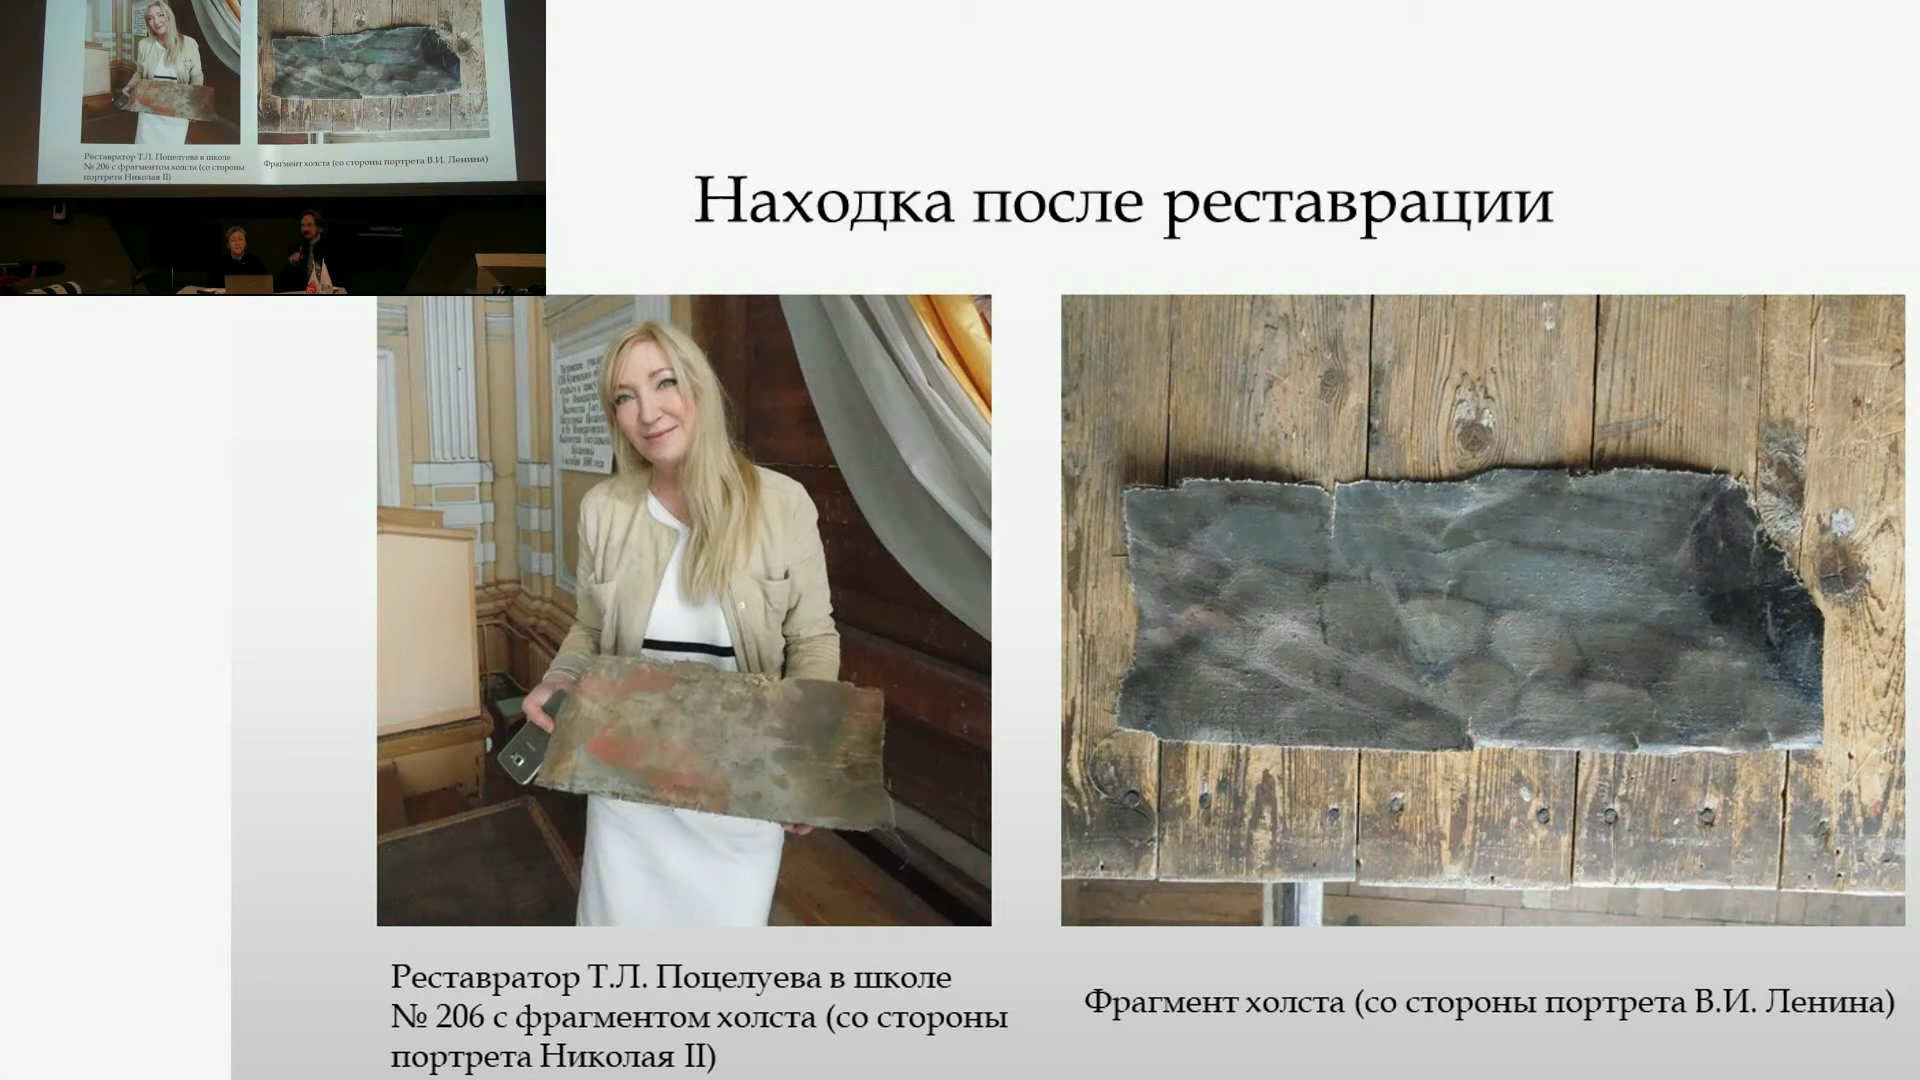 Реставратор Т.Л. Поцелуева в школе
№ 206 с фрагментом холста (со стороны
портрета Николая II)
Фрагмент холста (со стороны портрета В.И. Ленина)
Находка после реставрации
Реставратор Т.Л. Поцелуева в школе
№ 206 с фрагментом холста (со стороны
портрета Николая II)
Фрагмент холста (со стороны портрета В.И. Ленина)